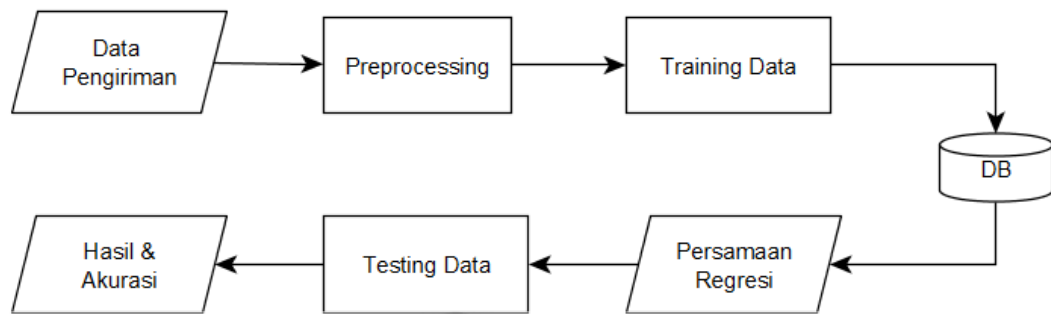 Data
Pengiriman
Preprocessing
Training Data
DB
Persamaan
Regresi
Testing Data
Hasil &
Akurasi